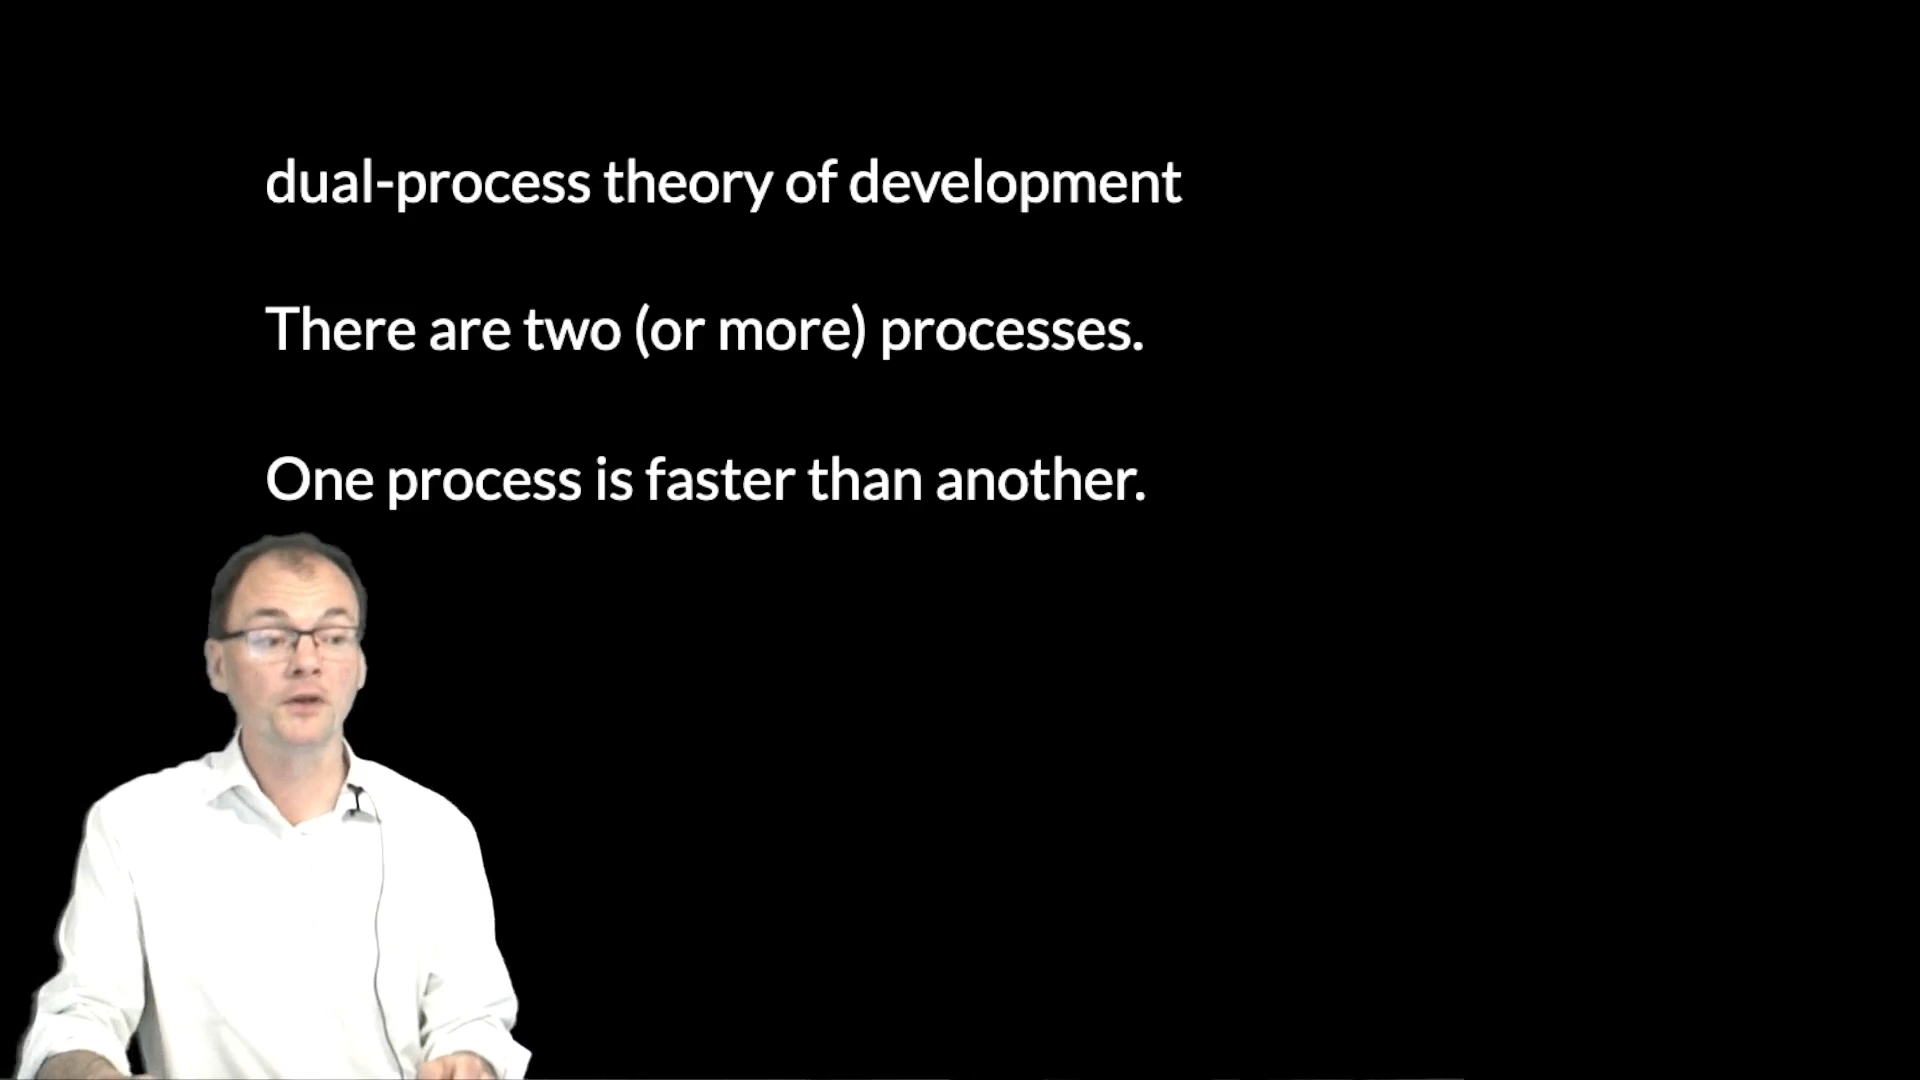 dual-process theory of development
There are two (or more) processes.
One process is faster than another.